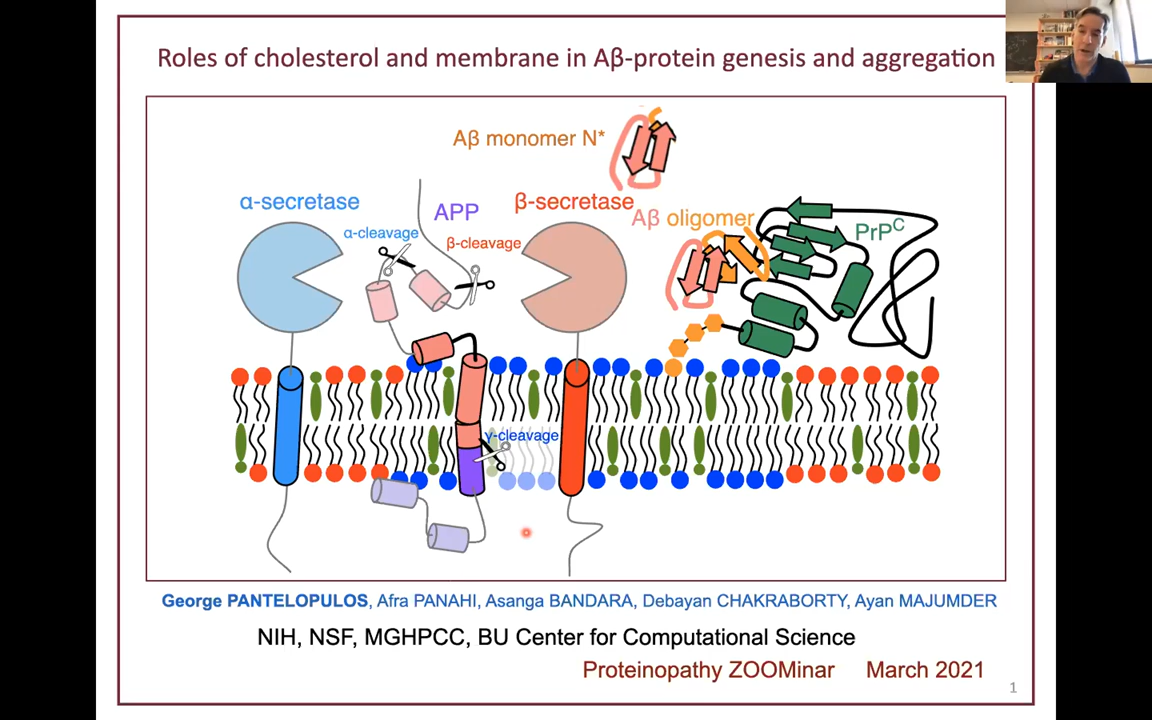 Roles of cholesterol and membrane in Aβ-protein genesis and aggregation
Aβ monomer N*
α-secretase
APP
β-secretase
Aβ oligomer
PrPC
α-cleavage
β-cleavage
γ-cleavage
George PANTELOPULOS, Afra PANAHI, Asanga BANDARA, Debayan CHAKRABORTY, Ayan MAJUMDER
NIH, NSF, MGHPCC, BU Center for Computational Science
Proteinopathy ZOOMinar March 2021
1